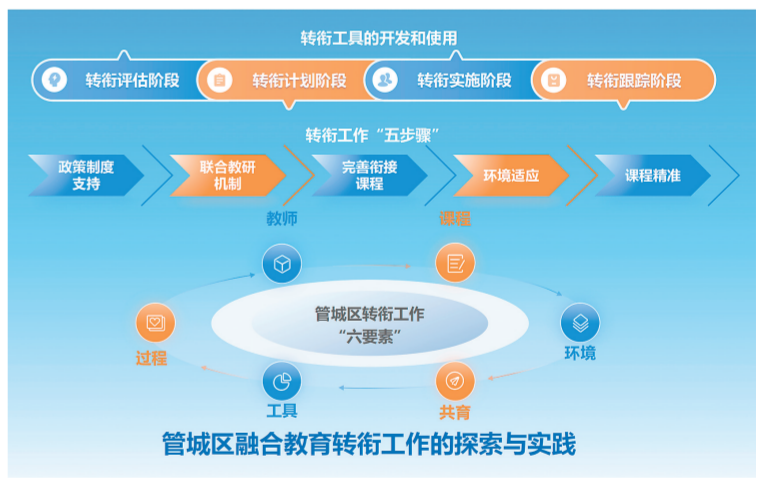 转衔工具的开发和使用
转衔评估阶段
转衔计划阶段
转衔实施阶段
转衔跟踪阶段
转衔工作“五步骤”
政策制度
支持
联合教研
机制
完善衔接
课程
环境适应
课程精准
教师
课程
管城区转衔工作
“六要素”
过程
环境
工具
共育
管城区融合教育转衔工作的探索与实践